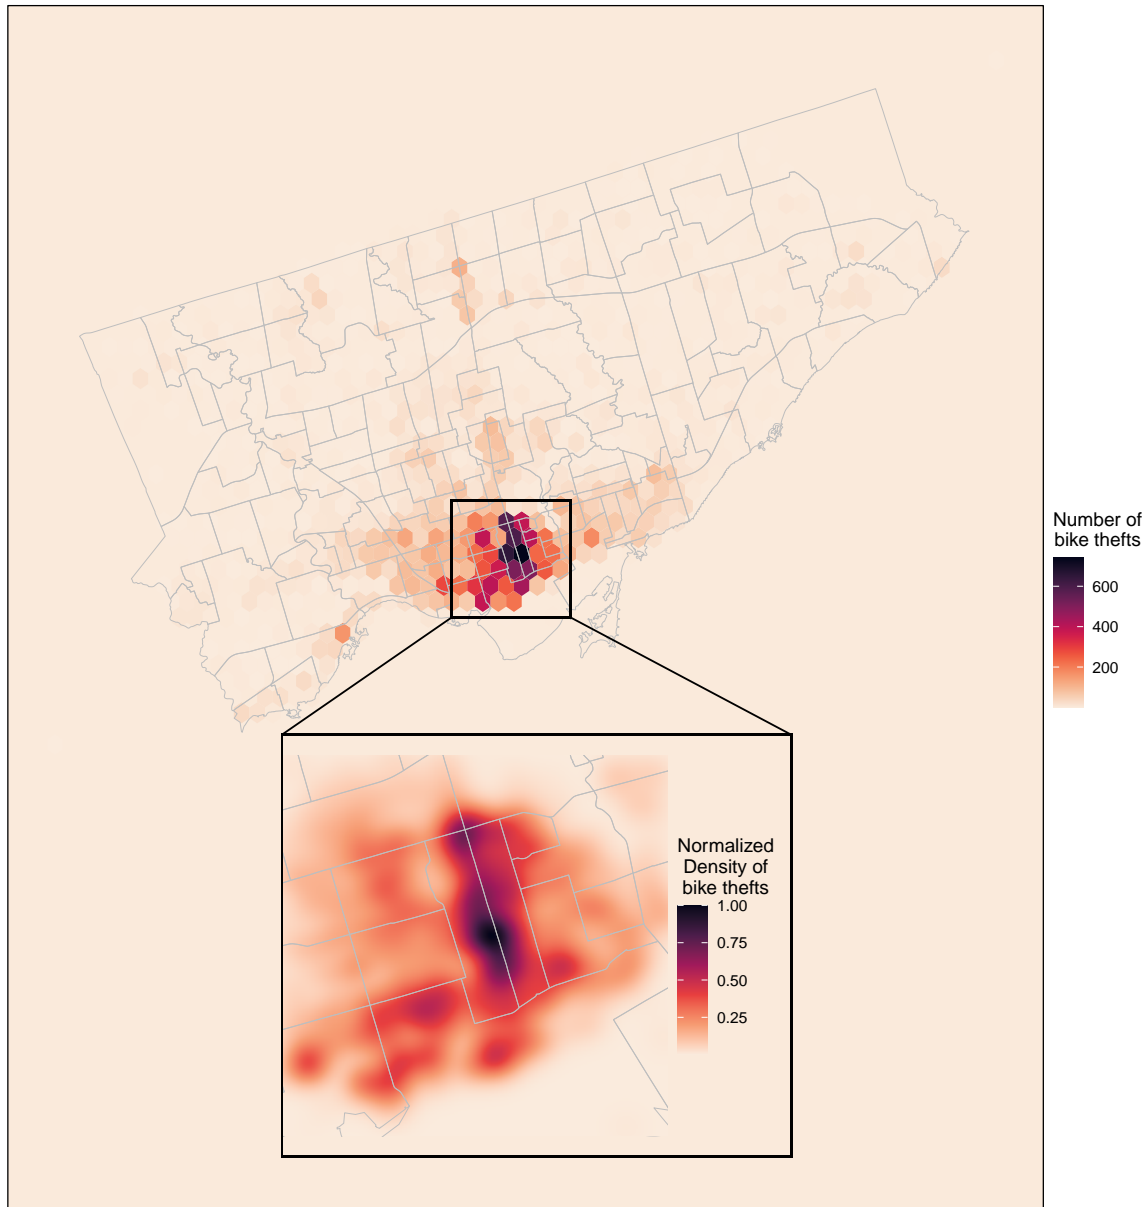 Number of
bike thefts
600
400
200
Normalized
Density of
bike thefts
1.00
0.75
0.50
0.25